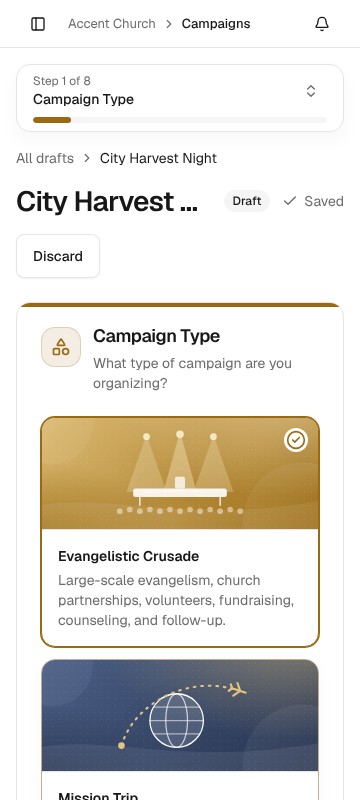 Accent Church > Campaigns
Step 1 of 8
Campaign Type
All drafts > City Harvest Night
City Harvest ...
Draft
Saved
Discard
Campaign Type
What type of campaign are you
organizing?
Evangelistic Crusade
Large-scale evangelism, church
partnerships, volunteers, fundraising,
counseling, and follow-up.
Mission Trip